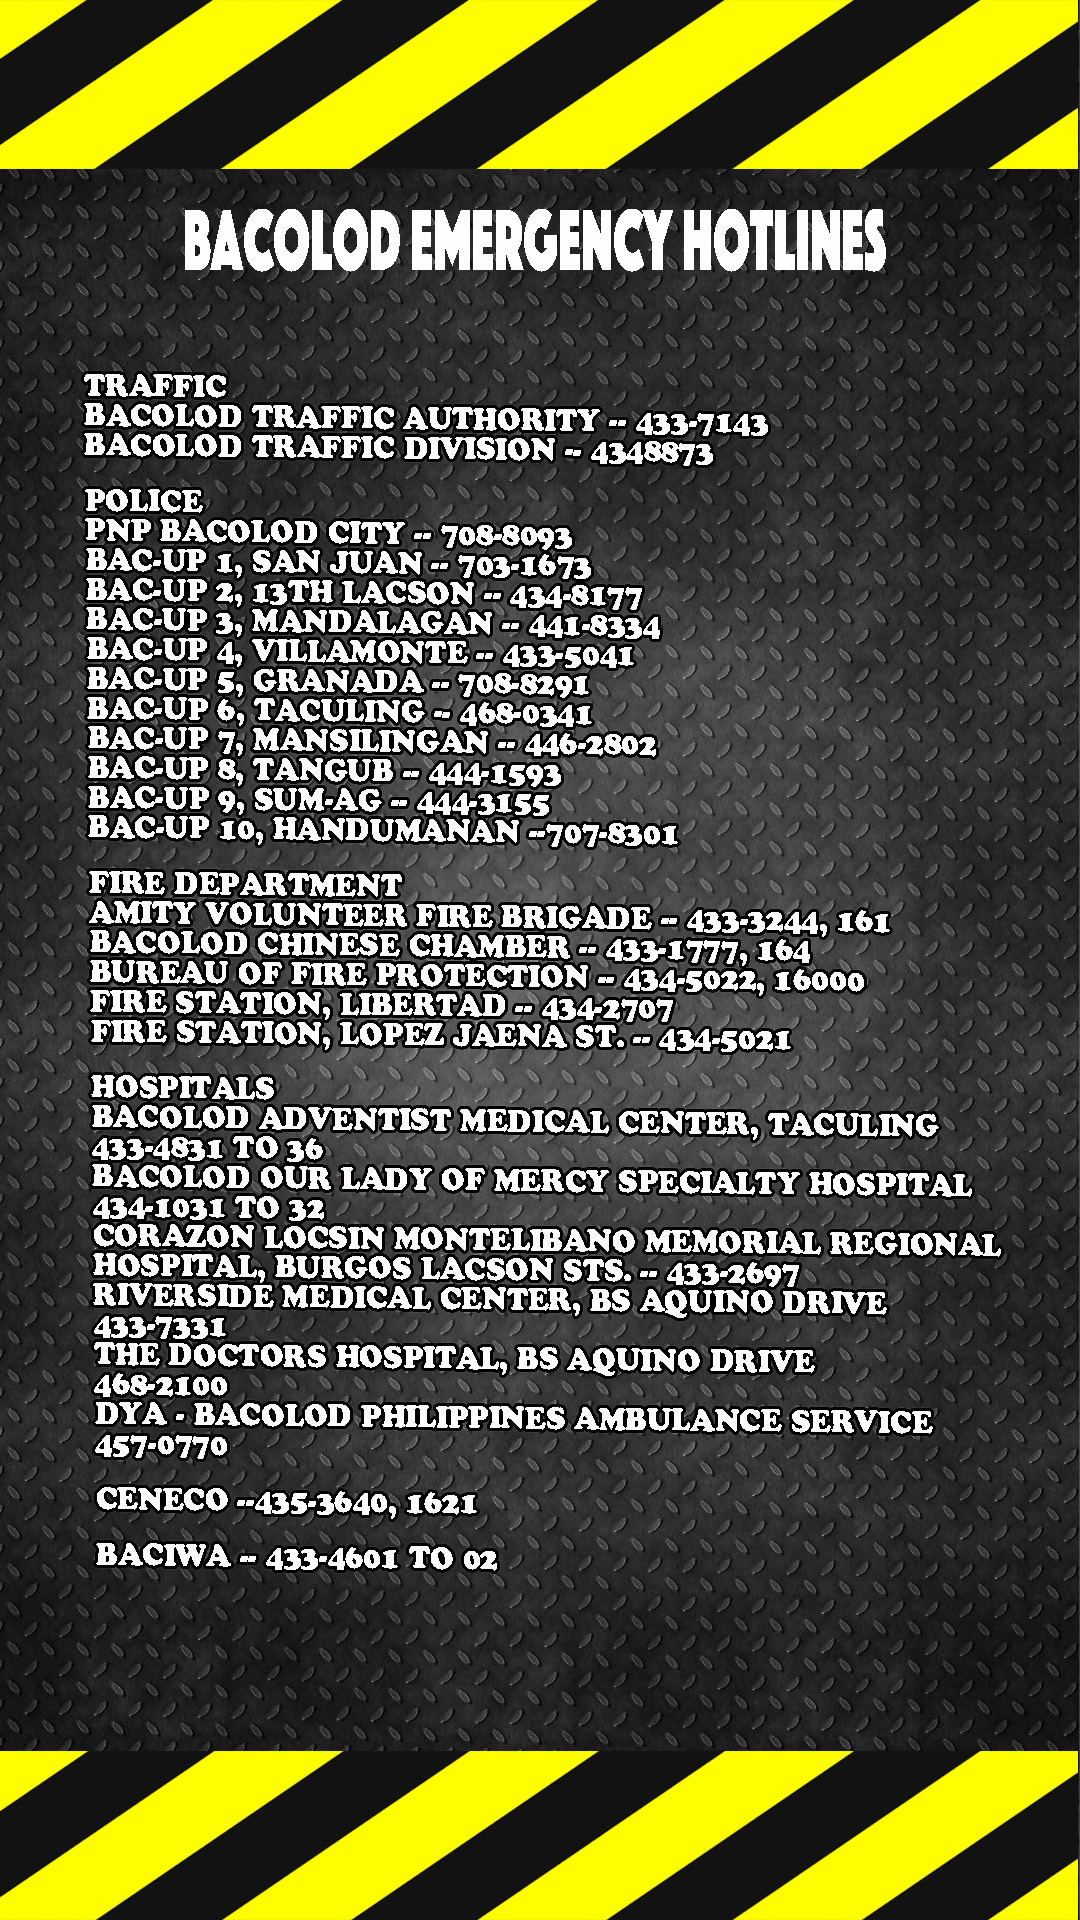 BACOLOD EMERGENCY HOTLINES
TRAFFIC
BACOLOD TRAFFIC AUTHORITY -- 433-7143
BACOLOD TRAFFIC DIVISION -- 4348873
POLICE
PNP BACOLOD CITY -- 708-8093
BAC-UP 1, SAN JUAN -- 703-1673
BAC-UP 2, 13TH LACSON -- 434-8177
BAC-UP 3, MANDALAGAN -- 441-8334
BAC-UP 4, VILLAMONTE -- 433-5041
BAC-UP 5, GRANADA -- 708-8291
BAC-UP 6, TACULING -- 468-0341
BAC-UP 7, MANSILINGAN -- 446-2802
BAC-UP 8, TANGUB -- 444-1593
BAC-UP 9, SUM-AG -- 444-3155
BAC-UP 10, HANDUMANAN --707-8301
FIRE DEPARTMENT
AMITY VOLUNTEER FIRE BRIGADE -- 433-3244, 161
BACOLOD CHINESE CHAMBER -- 433-1777, 164
BUREAU OF FIRE PROTECTION -- 434-5022, 16000
FIRE STATION, LIBERTAD -- 434-2707
FIRE STATION, LOPEZ JAENA ST. -- 434-5021
HOSPITALS
BACOLOD ADVENTIST MEDICAL CENTER, TACULING
433-4831 TO 36
BACOLOD OUR LADY OF MERCY SPECIALTY HOSPITAL
434-1031 TO 32
CORAZON LOCSIN MONTELIBANO MEMORIAL REGIONAL
HOSPITAL, BURGOS LACSON STS. -- 433-2697
RIVERSIDE MEDICAL CENTER, BS AQUINO DRIVE
433-7331
THE DOCTORS HOSPITAL, BS AQUINO DRIVE
468-2100
DYA - BACOLOD PHILIPPINES AMBULANCE SERVICE
457-0770
CENECO --435-3640, 1621
BACIWA -- 433-4601 TO 02